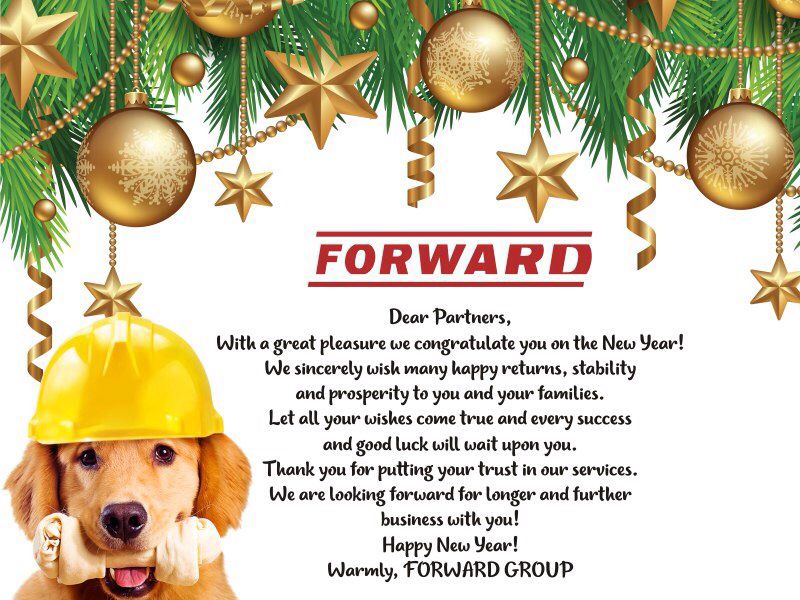 FORWARD
Dear Partners,
With a great pleasure we congratulate you on the New Year!
We sincerely wish many happy returns, stability
and prosperity to you and your families.
Let all your wishes come true and every success
and good luck will wait upon you.
Thank you for putting your trust in our services.
We are looking forward for longer and further
business with you!
Happy New Year!
Warmly, FORWARD GROUP